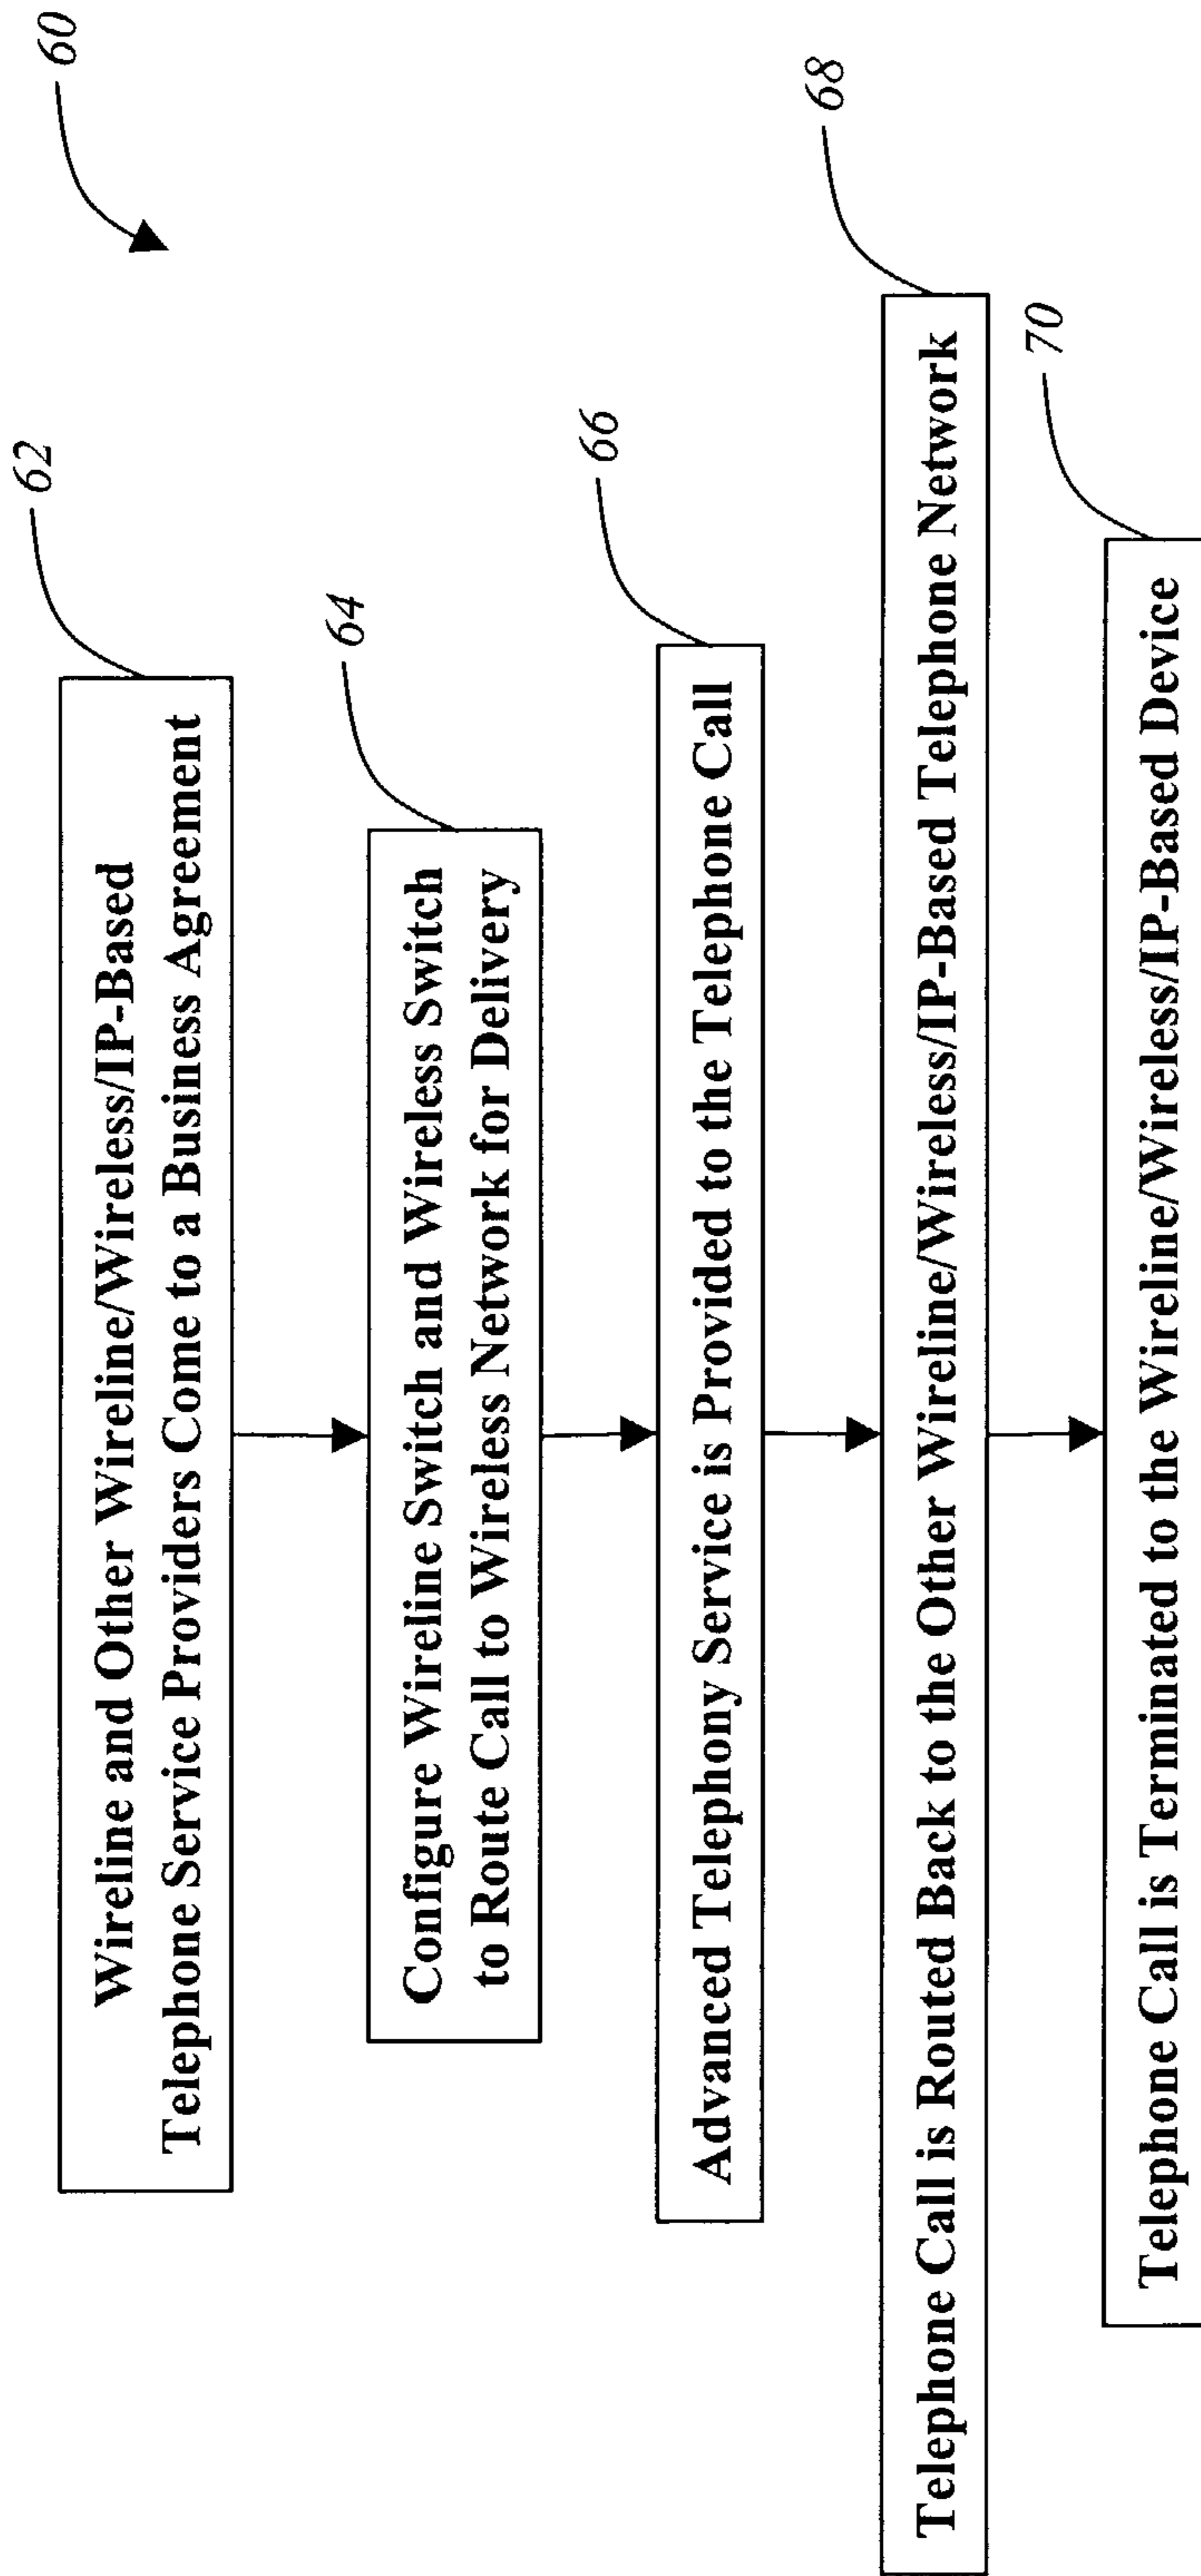 60
62
Wireline and Other Wireline/Wireless/IP-Based
Telephone Service Providers Come to a Business Agreement
64
Configure Wireline Switch and Wireless Switch
to Route Call to Wireless Network for Delivery
66
Advanced Telephony Service is Provided to the Telephone Call
68
Telephone Call is Routed Back to the Other Wireline/Wireless/IP-Based Telephone Network
70
Telephone Call is Terminated to the Wireline/Wireless/IP-Based Device